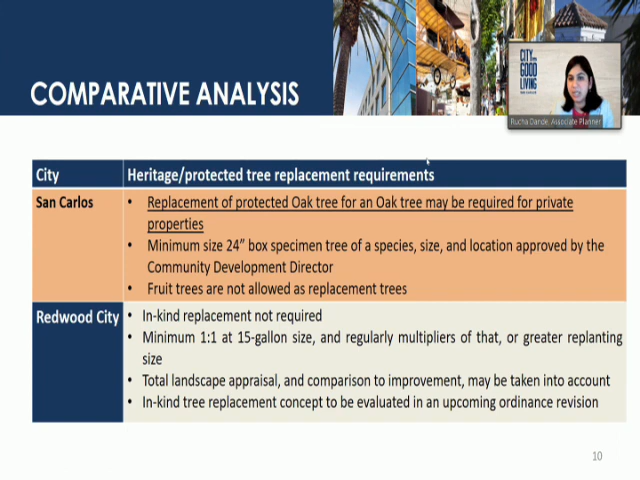 COMPARATIVE ANALYSIS
CITY OF
GOOD
LIVING
Rucha Dande, Associate Planner
City
Heritage/protected tree replacement requirements
San Carlos
• Replacement of protected Oak tree for an Oak tree may be required for private
properties
• Minimum size 24” box specimen tree of a species, size, and location approved by the
Community Development Director
• Fruit trees are not allowed as replacement trees
Redwood City
• In-kind replacement not required
• Minimum 1:1 at 15-gallon size, and regularly multipliers of that, or greater replanting
size
• Total landscape appraisal, and comparison to improvement, may be taken into account
• In-kind tree replacement concept to be evaluated in an upcoming ordinance revision
10